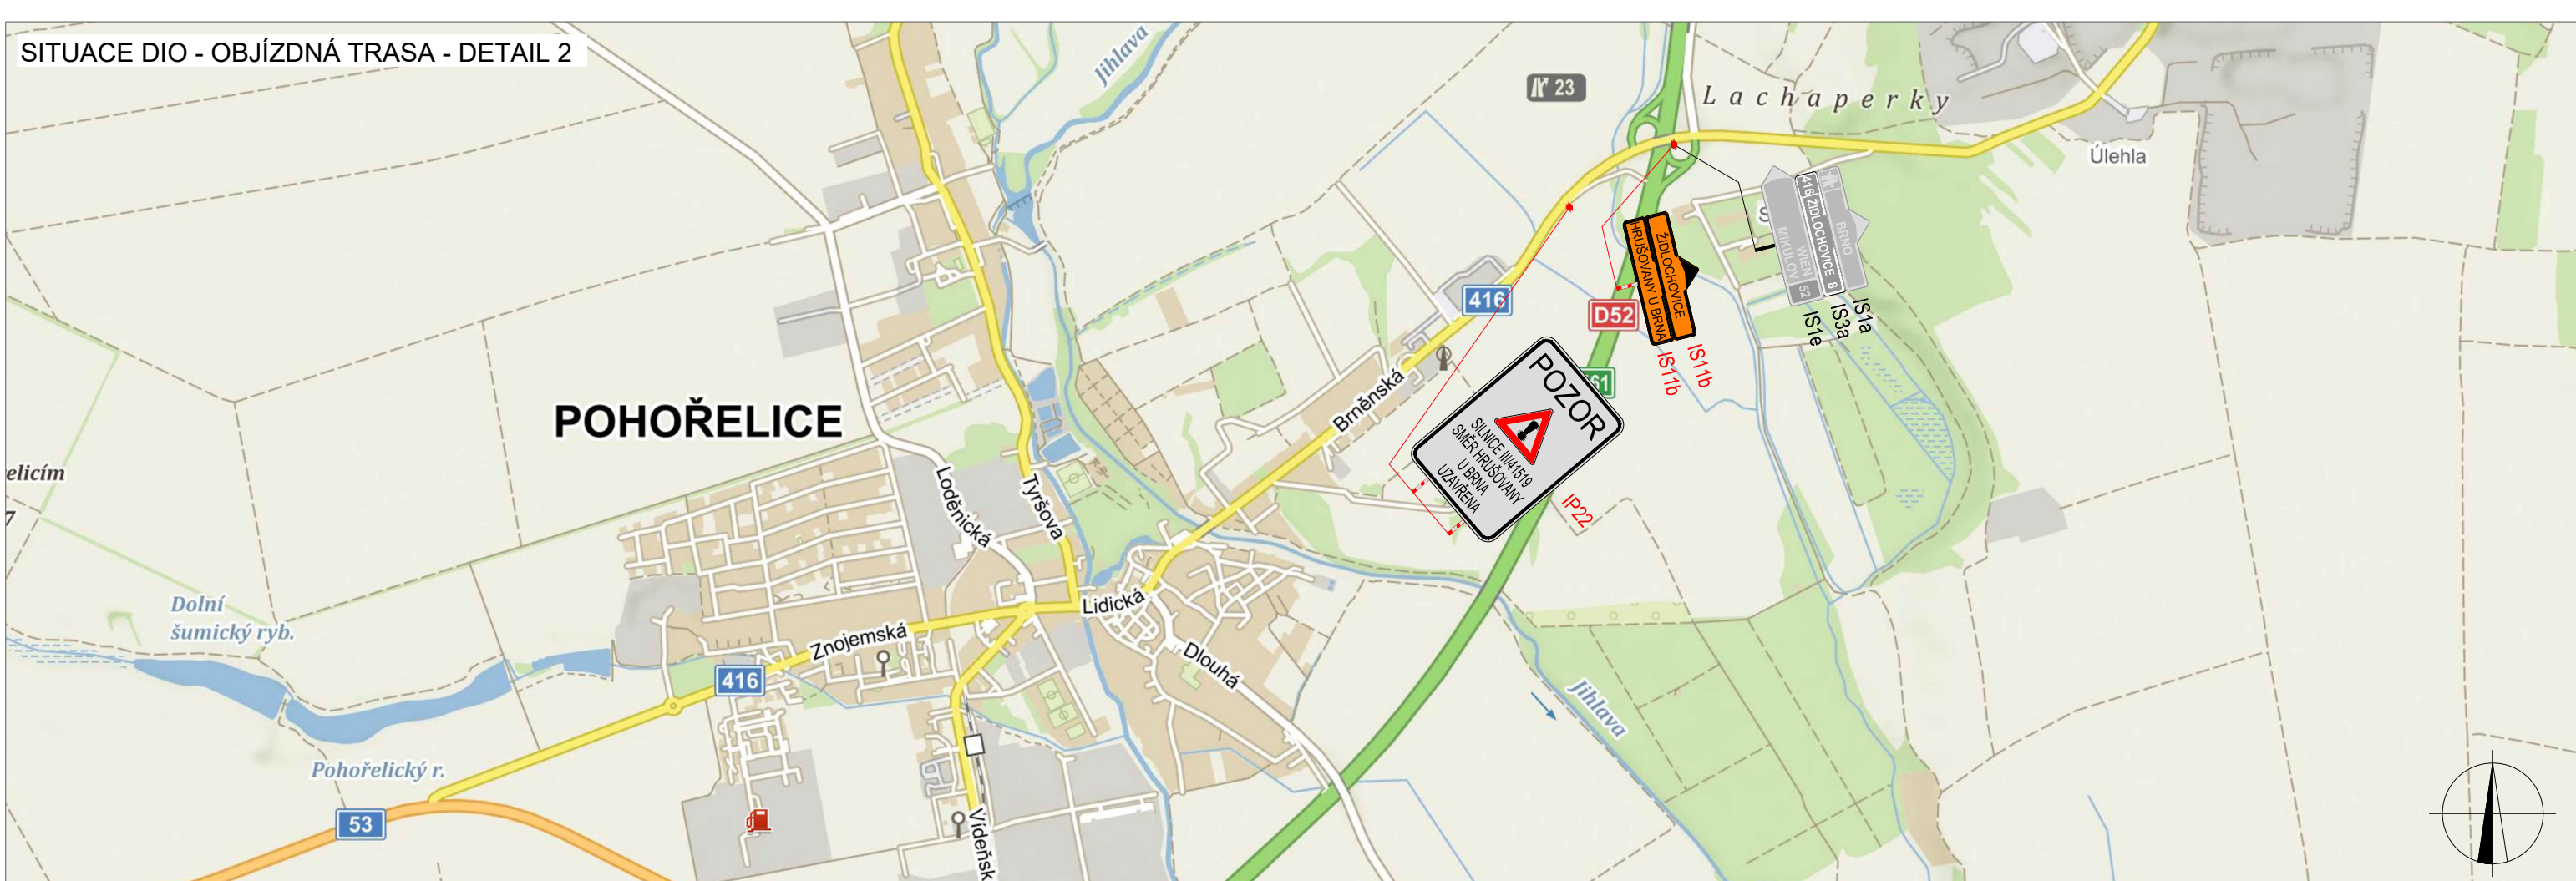 SITUACE DIO - OBJÍZDNÁ TRASA - DETAIL 2
Jihlava
23
Lachaperky
Úlehla
416 ŽIDLOCHOVICE 8
BRNO
WIEN 52
MIKULOV
IS1a
IS3a
IS1e
ŽIDLOCHOVICE
HRUŠOVANY U BRNA
IS11b
IS11b
416
D52
61
POHOŘELICE
Brněnská
POZOR
SILNICE III/41519
SMĚR HRUŠOVANY
U BRNA
UZAVŘENA
IP22
elicím
7
Loděnická
Tyršova
Dolní
šumický ryb.
Lidická
Znojemská
416
Dlouhá
Jihlava
Pohořelický r.
53
Vídeňsk